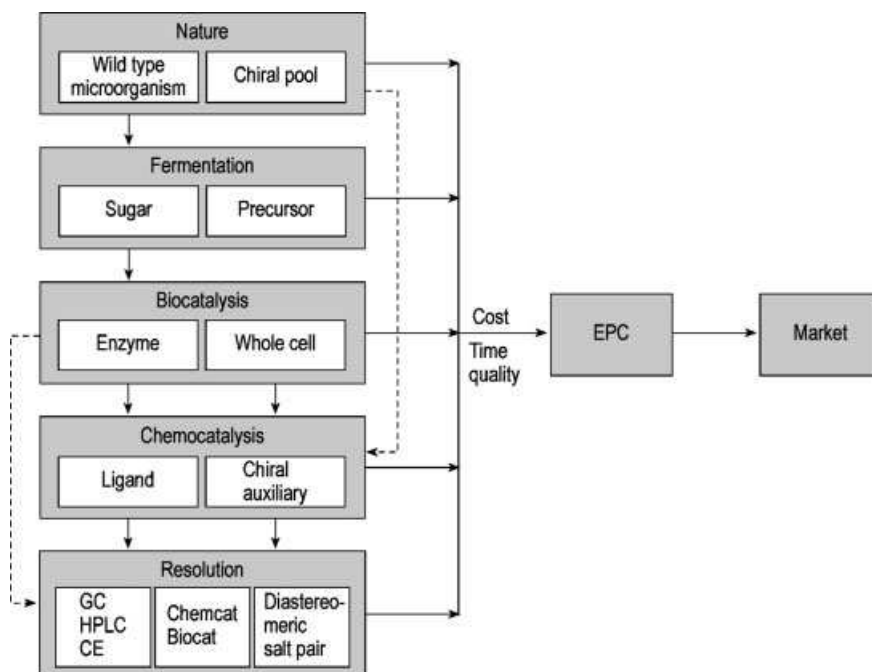 Nature
Wild type
microorganism
Chiral pool
Fermentation
Sugar
Precursor
Biocatalysis
Enzyme
Whole cell
Chemocatalysis
Ligand
Chiral
auxiliary
Resolution
GC
HPLC
CE
Chemcat
Biocat
Diastereo-
meric
salt pair
Cost
Time
quality
EPC
Market